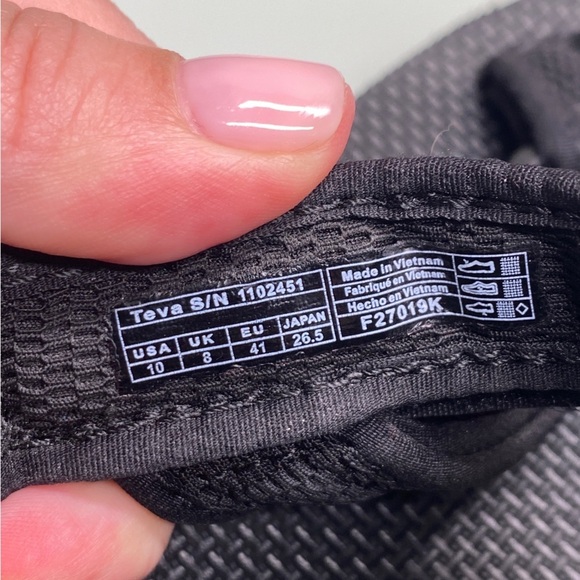 Teva S/N 1102451
USA UK EU JAPAN
10 8 41 26.5
Made in Vietnam
Fabriqué en Vietnam
Hecho en Vietnam
F27019K